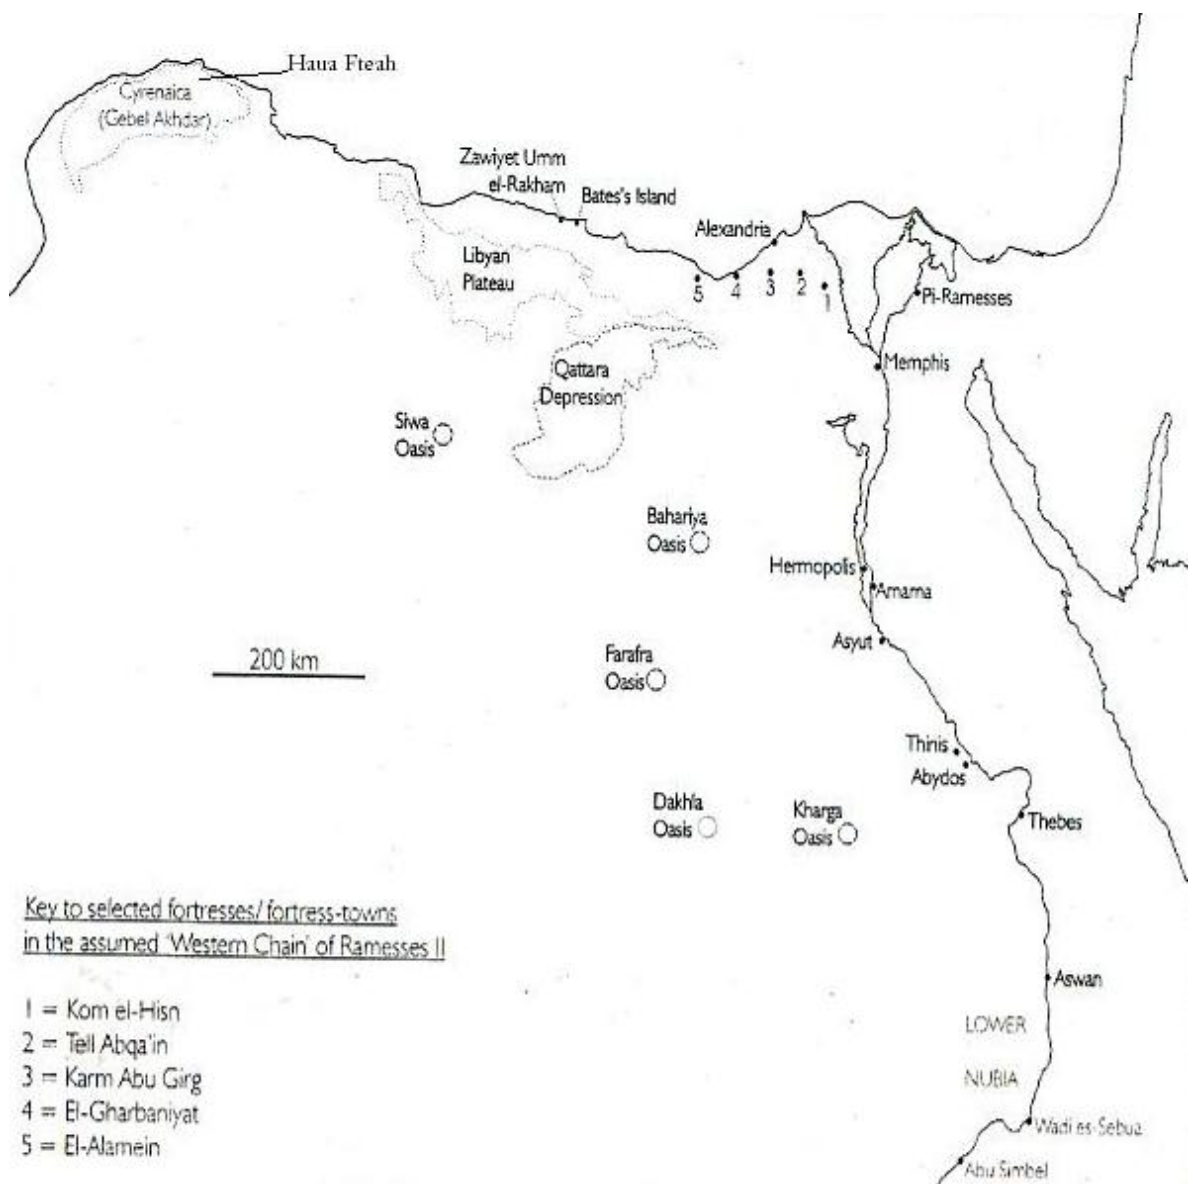 Haua Fteah
Cyrenaica
(Gebel Akhdar)
Zawiyet Umm
el-Rakham
Bates's Island
Alexandria
Libyan
Plateau
5
4
3
2
1
Pi-Ramesses
Memphis
Qattara
Depression
Siwa
Oasis
Bahariya
Oasis
Hermopolis
Amarna
Asyut
200 km
Farafra
Oasis
Thinis
Abydos
Dakhla
Oasis
Kharga
Oasis
Thebes
Key to selected fortresses/ fortress-towns
in the assumed 'Western Chain' of Ramesses II
Aswan
1 = Kom el-Hisn
LOWER
2 = Tell Abqa'in
3 = Karm Abu Girg
NUBIA
4 = El-Gharbaniyat
Wadi es-Sebua
5 = El-Alamein
Abu Simbel